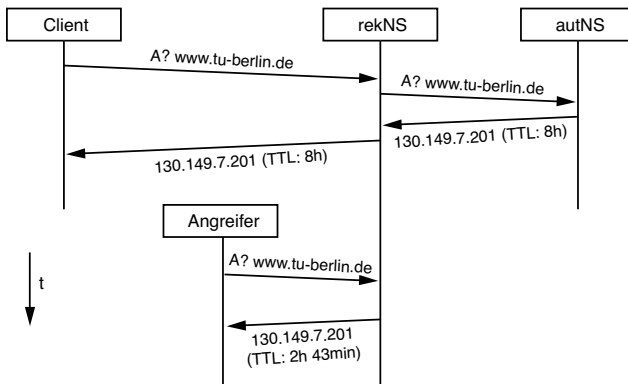 Client
rekNS
autNS
A? www.tu-berlin.de
A? www.tu-berlin.de
130.149.7.201 (TTL: 8h)
130.149.7.201 (TTL: 8h)
Angreifer
A? www.tu-berlin.de
t
130.149.7.201
(TTL: 2h 43min)